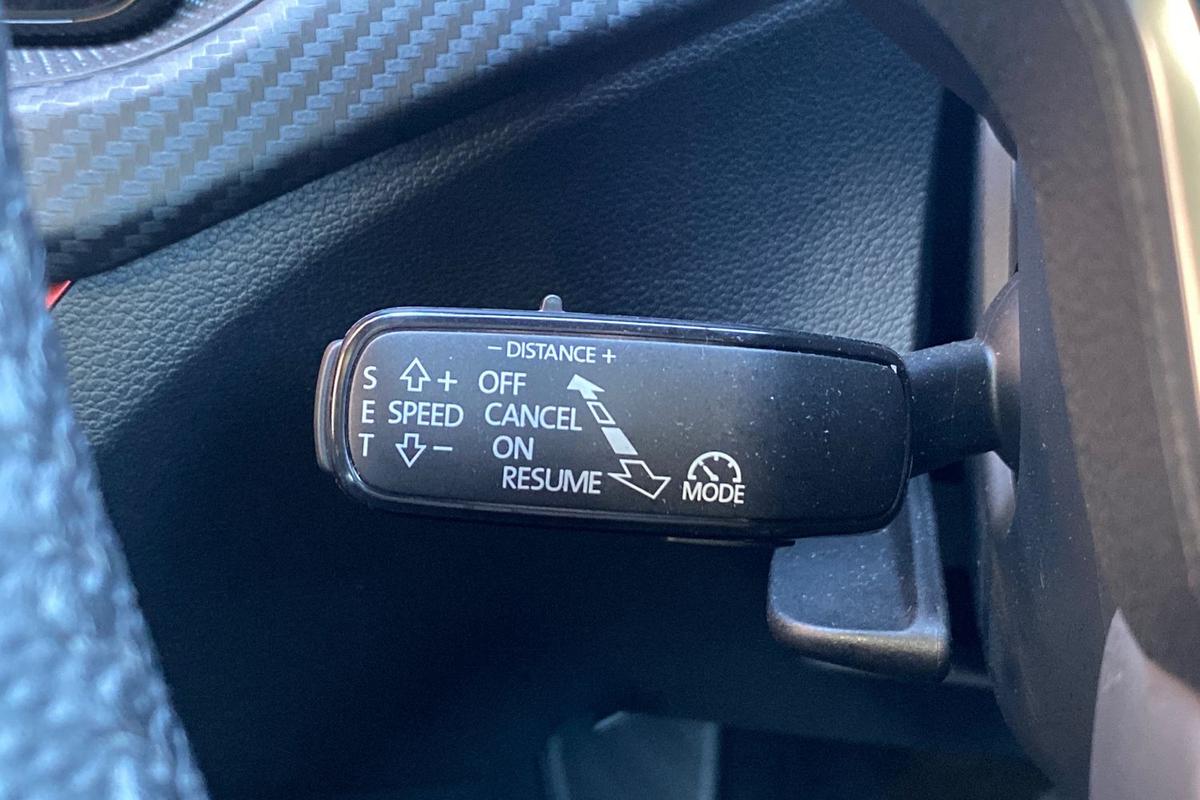 − DISTANCE +
S + OFF
E SPEED CANCEL
T − ON
RESUME
MODE